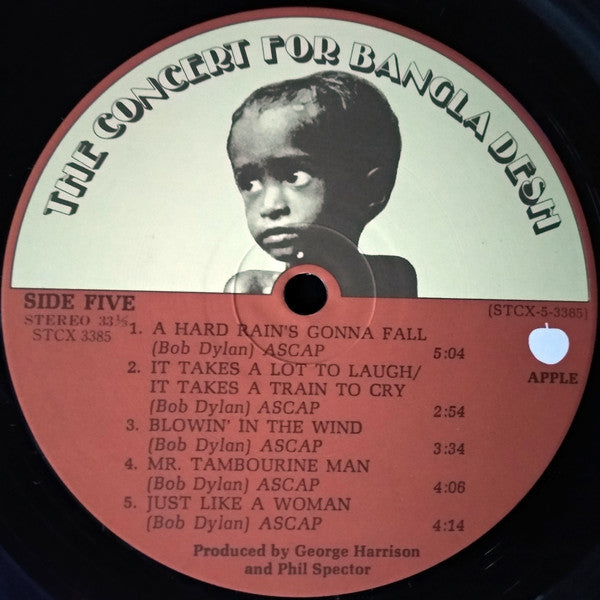 THE CONCERT FOR BANGLA DESH
SIDE FIVE
STEREO 33⅓
STCX 3385
(STCX-5-3385)
1. A HARD RAIN'S GONNA FALL
(Bob Dylan) ASCAP 5:04
2. IT TAKES A LOT TO LAUGH/
IT TAKES A TRAIN TO CRY
(Bob Dylan) ASCAP 2:54
3. BLOWIN' IN THE WIND
(Bob Dylan) ASCAP 3:34
4. MR. TAMBOURINE MAN
(Bob Dylan) ASCAP 4:06
5. JUST LIKE A WOMAN
(Bob Dylan) ASCAP 4:14
APPLE
Produced by George Harrison
and Phil Spector